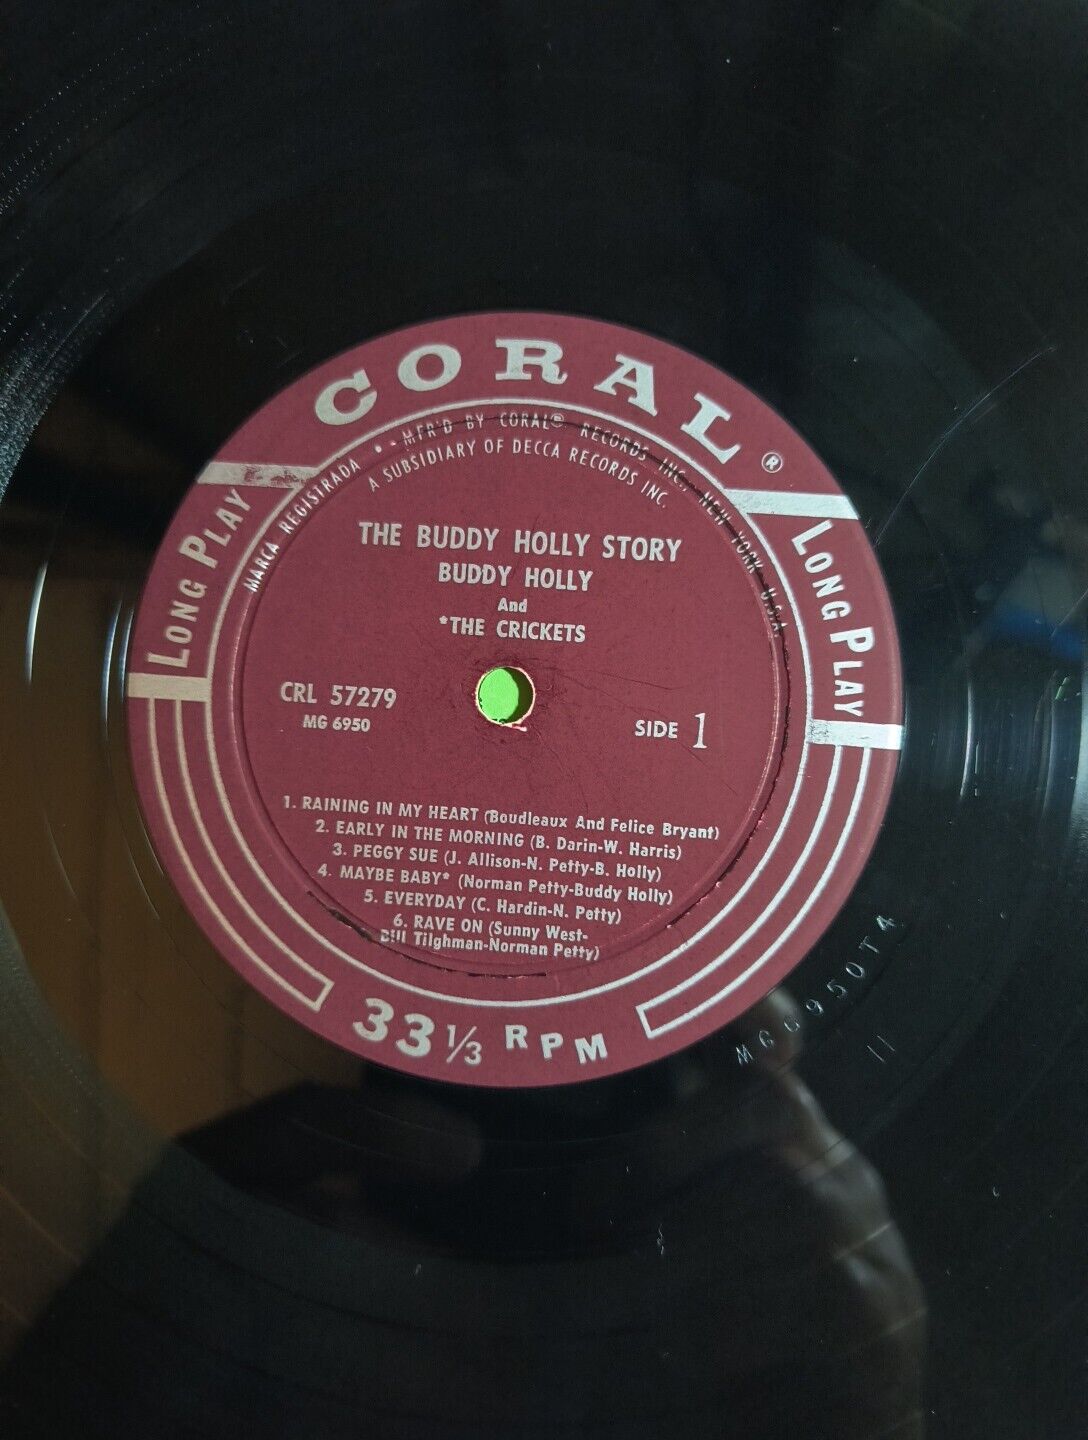 CORAL®
MARCA REGISTRADA • - MFR'D BY CORAL® RECORDS INC., NEW YORK U.S.A.
A SUBSIDIARY OF DECCA RECORDS INC.
LONG PLAY
LONG PLAY
THE BUDDY HOLLY STORY
BUDDY HOLLY
And
*THE CRICKETS
CRL 57279
MG 6950
SIDE 1
1. RAINING IN MY HEART (Boudleaux And Felice Bryant)
2. EARLY IN THE MORNING (B. Darin-W. Harris)
3. PEGGY SUE (J. Allison-N. Petty-B. Holly)
4. MAYBE BABY* (Norman Petty-Buddy Holly)
5. EVERYDAY (C. Hardin-N. Petty)
6. RAVE ON (Sunny West-
Bill Tilghman-Norman Petty)
33 1/3 RPM
MG6950T4
II